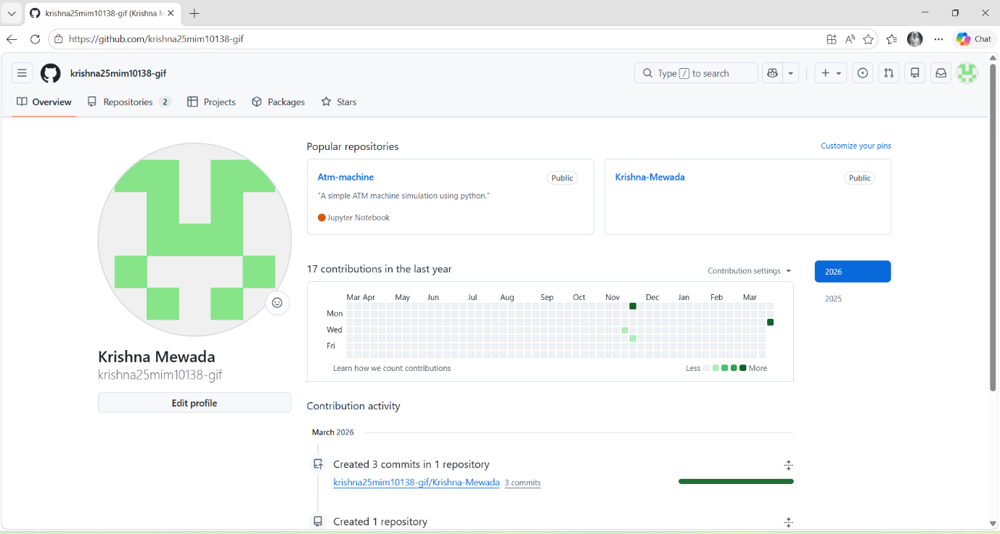 krishna25mim10138-gif (Krishna M
https://github.com/krishna25mim10138-gif
Chat
krishna25mim10138-gif
Type / to search
Overview
Repositories 2
Projects
Packages
Stars
Popular repositories
Customize your pins
Atm-machine
Public
"A simple ATM machine simulation using python."
Jupyter Notebook
Krishna-Mewada
Public
17 contributions in the last year
Contribution settings
2026
2025
Mar Apr May Jun Jul Aug Sep Oct Nov Dec Jan Feb Mar
Mon
Wed
Fri
Learn how we count contributions
Less More
Krishna Mewada
krishna25mim10138-gif
Edit profile
Contribution activity
March 2026
Created 3 commits in 1 repository
krishna25mim10138-gif/Krishna-Mewada 3 commits
Created 1 repository